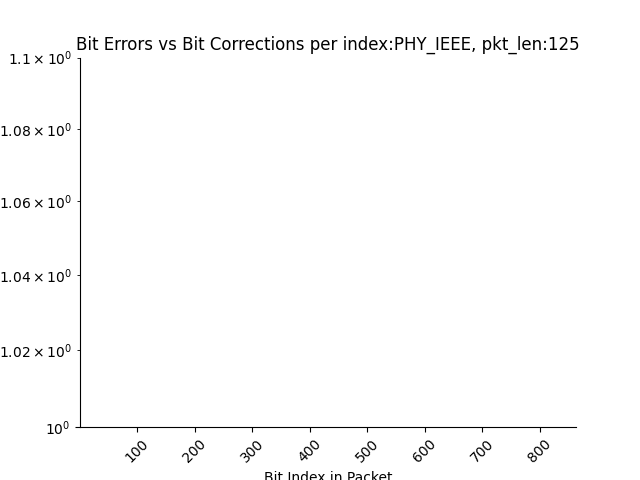 Bit Errors vs Bit Corrections per index:PHY_IEEE, pkt_len:125
1.1 × 10⁰
1.08 × 10⁰
1.06 × 10⁰
1.04 × 10⁰
1.02 × 10⁰
10⁰
100 200 300 400 500 600 700 800
Bit Index in Packet